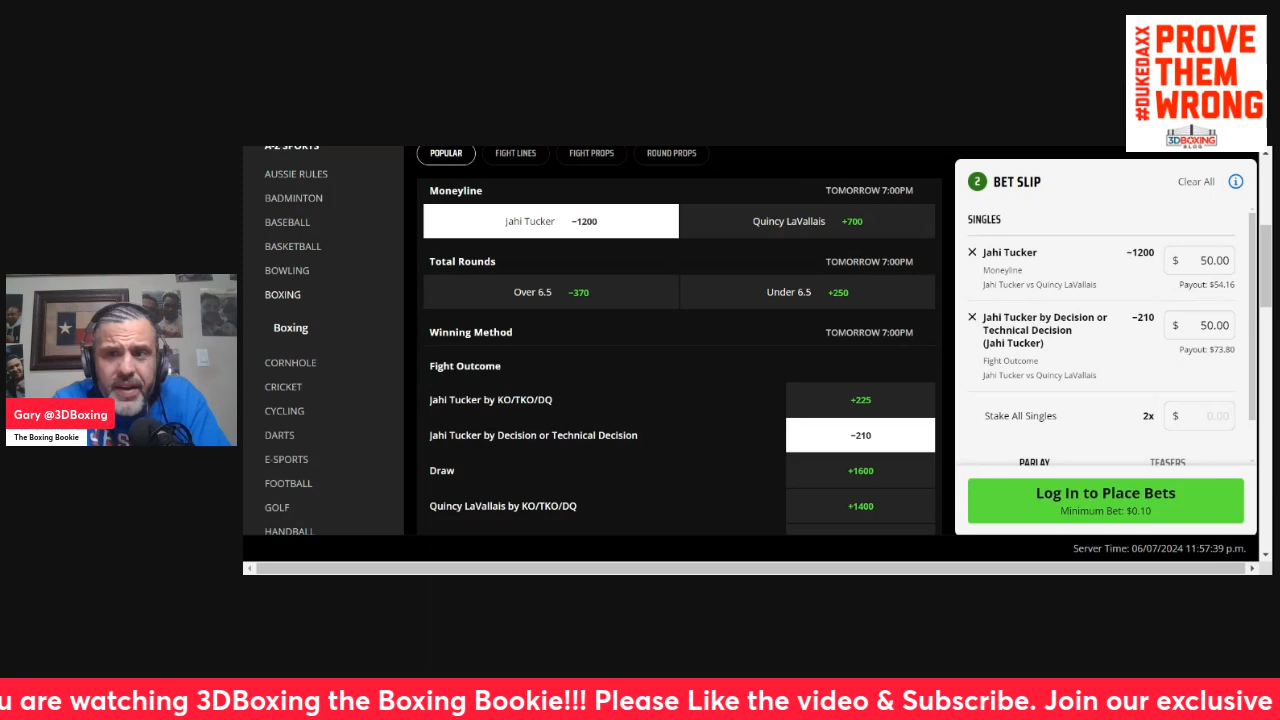 #DUKEDAXX
PROVE
THEM
WRONG
3DBOXING
BLOG
A-Z SPORTS
AUSSIE RULES
BADMINTON
BASEBALL
BASKETBALL
BOWLING
BOXING
Boxing
CORNHOLE
CRICKET
CYCLING
DARTS
E-SPORTS
FOOTBALL
GOLF
HANDBALL
POPULAR FIGHT LINES FIGHT PROPS ROUND PROPS
Moneyline TOMORROW 7:00PM
Jahi Tucker −1200 Quincy LaVallais +700
Total Rounds TOMORROW 7:00PM
Over 6.5 −370 Under 6.5 +250
Winning Method TOMORROW 7:00PM
Fight Outcome
Jahi Tucker by KO/TKO/DQ +225
Jahi Tucker by Decision or Technical Decision −210
Draw +1600
Quincy LaVallais by KO/TKO/DQ +1400
2 BET SLIP Clear All i
SINGLES
Jahi Tucker −1200 $ 50.00
Moneyline
Jahi Tucker vs Quincy LaVallais Payout: $54.16
Jahi Tucker by Decision or −210 $ 50.00
Technical Decision
(Jahi Tucker) Payout: $73.80
Fight Outcome
Jahi Tucker vs Quincy LaVallais
Stake All Singles 2x $ 0.00
PARLAY TEASERS
Log In to Place Bets
Minimum Bet: $0.10
Server Time: 06/07/2024 11:57:39 p.m.
Gary @3DBoxing
The Boxing Bookie
u are watching 3DBoxing the Boxing Bookie!!! Please Like the video & Subscribe. Join our exclusive